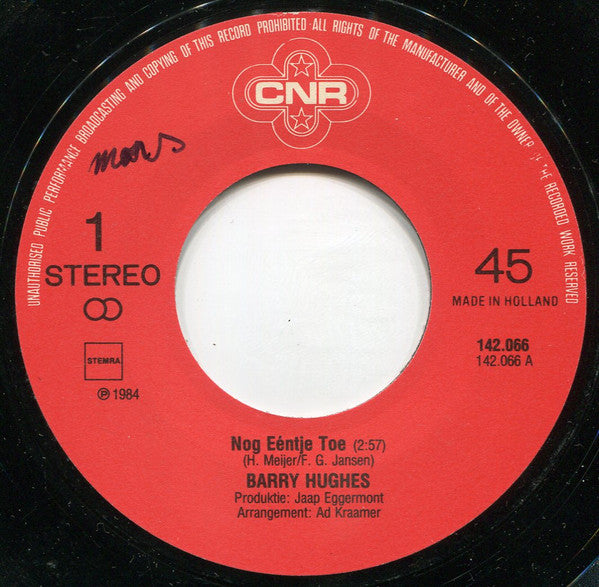 UNAUTHORISED PUBLIC PERFORMANCE BROADCASTING AND COPYING OF THIS RECORD PROHIBITED·ALL RIGHTS OF THE MANUFACTURER AND OF THE OWNER OF THE RECORDED WORK RESERVED
CNR
mars
1
STEREO
45
MADE IN HOLLAND
142.066
142.066 A
STEMRA
℗ 1984
Nog Eéntje Toe (2:57)
(H. Meijer/F. G. Jansen)
BARRY HUGHES
Produktie: Jaap Eggermont
Arrangement: Ad Kraamer